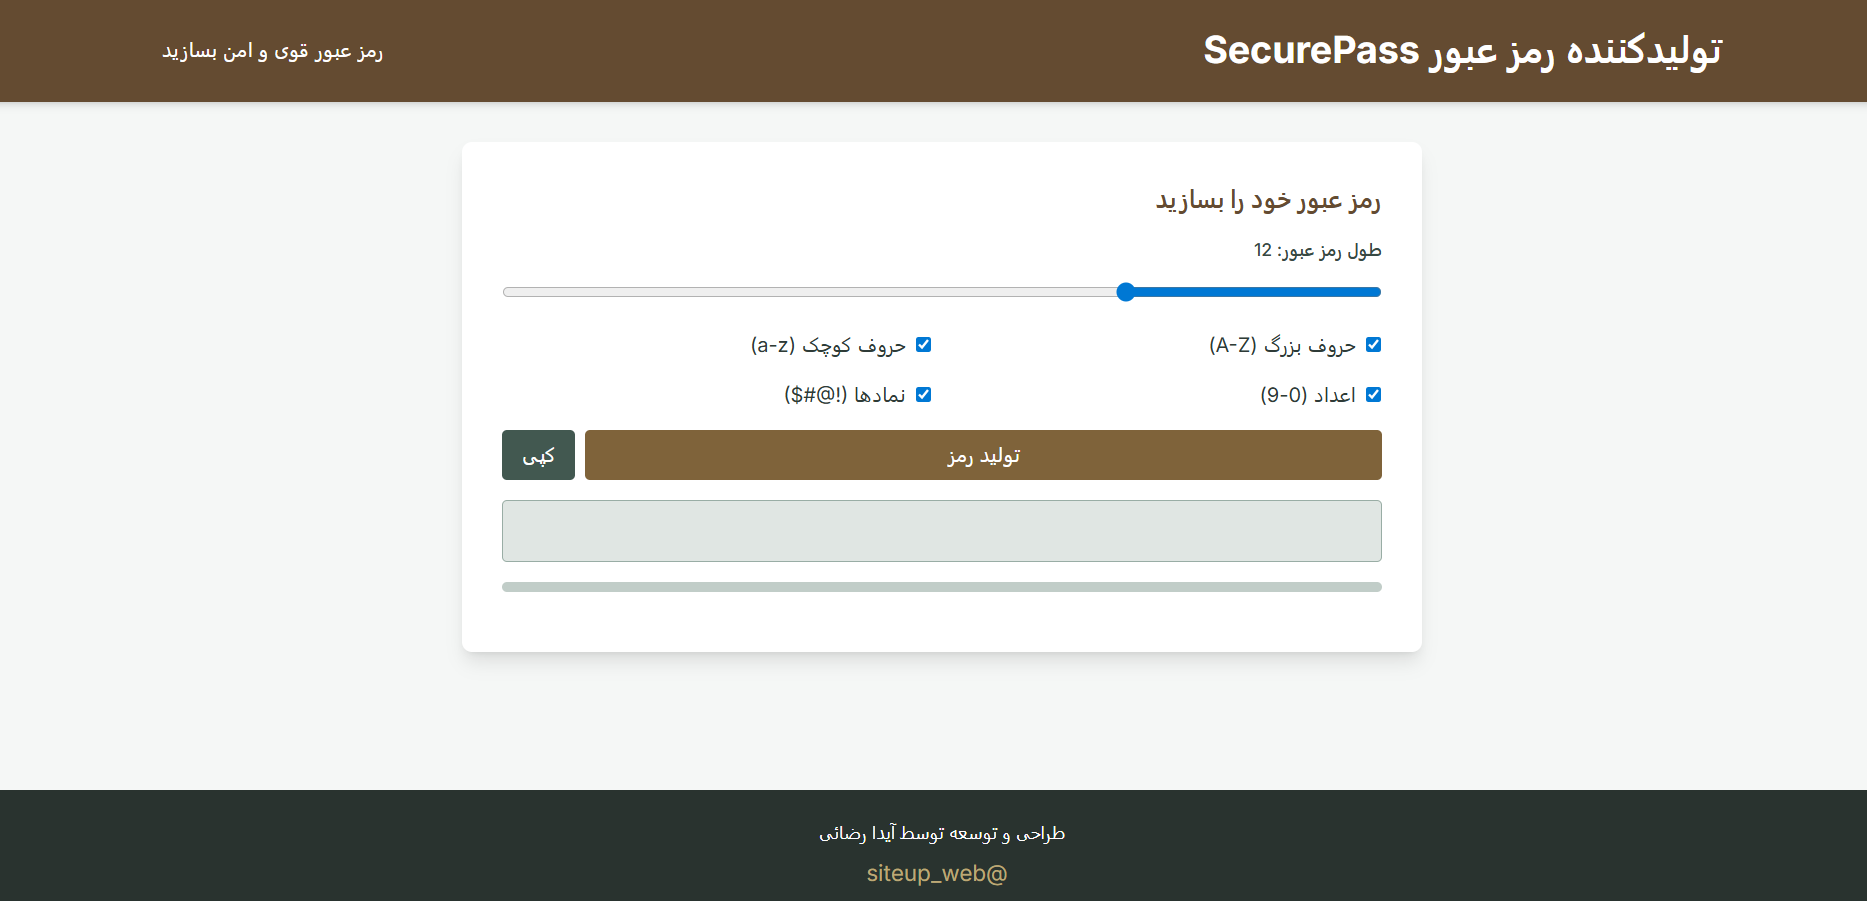 تولیدکننده رمز عبور SecurePass
رمز عبور قوی و امن بسازید
رمز عبور خود را بسازید
طول رمز عبور: 12
حروف بزرگ (A-Z)
حروف کوچک (a-z)
اعداد (0-9)
نمادها (!@#$)
تولید رمز
کپی
طراحی و توسعه توسط آیدا رضائی
@siteup_web